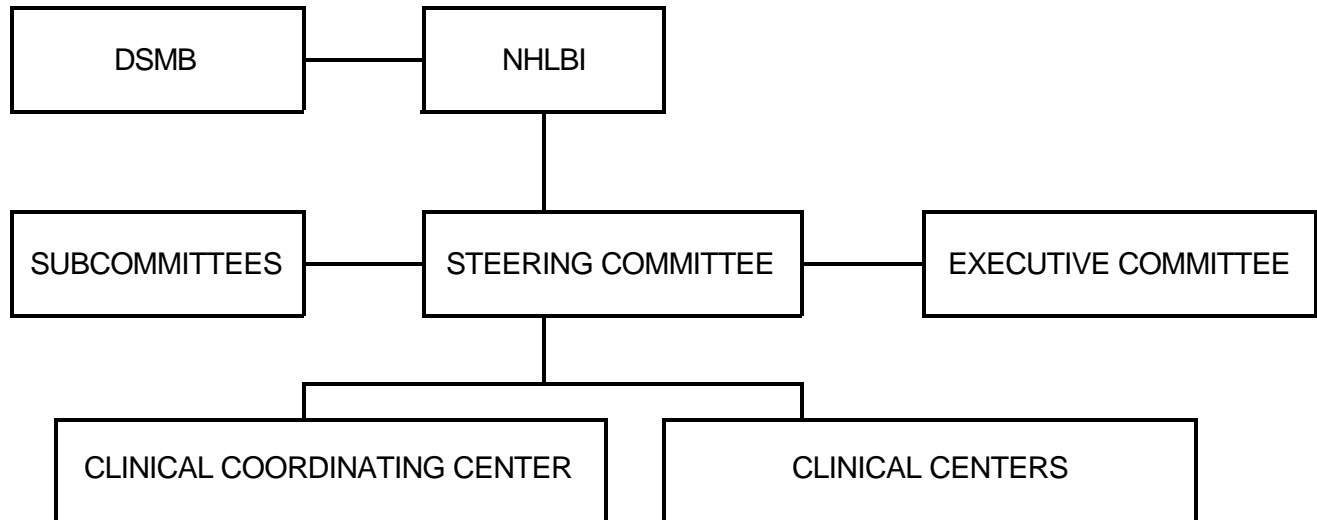 DSMB
NHLBI
SUBCOMMITTEES
STEERING COMMITTEE
EXECUTIVE COMMITTEE
CLINICAL COORDINATING CENTER
CLINICAL CENTERS